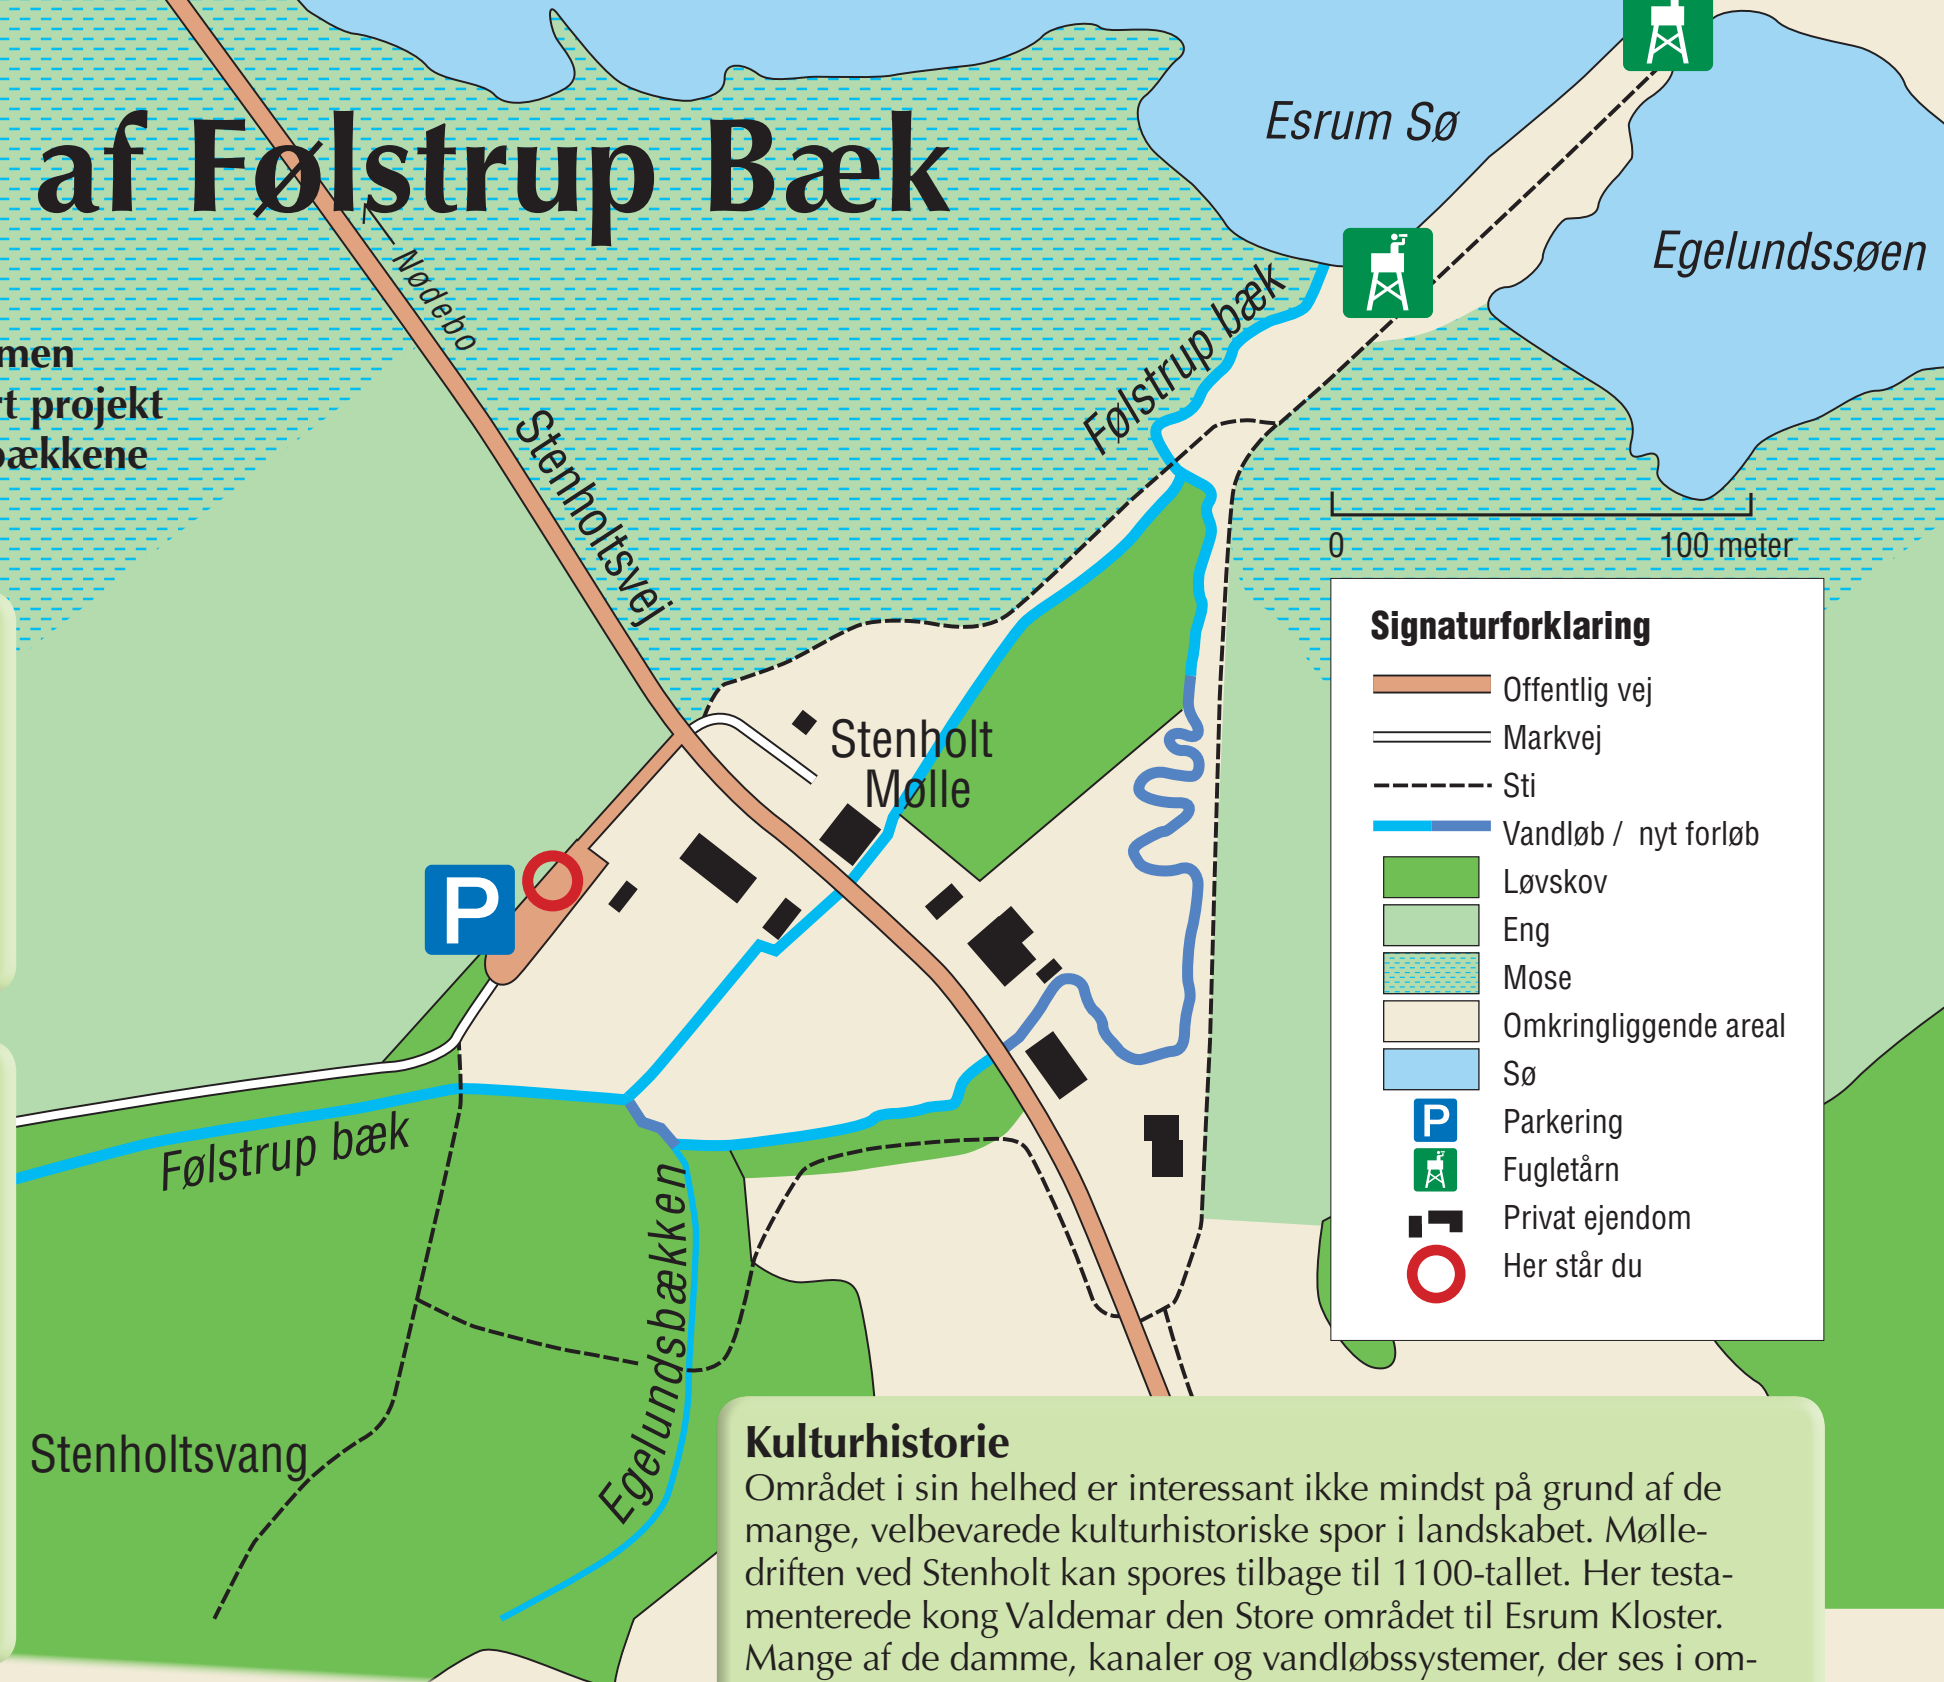 af Følstrup Bæk
Esrum Sø
Egelundssøen
Nødebo
Følstrup bæk
projekt
Stenholtsvej
0
100 meter
Stenholt
Mølle
P
Følstrup bæk
Egelundsbækken
Stenholtsvang
Signaturforklaring
Offentlig vej
Markvej
Sti
Vandløb / nyt forløb
Løvskov
Eng
Mose
Omkringliggende areal
Sø
P Parkering
Fugletårn
Privat ejendom
Her står du
Kulturhistorie
Området i sin helhed er interessant ikke mindst på grund af de
mange, velbevarede kulturhistoriske spor i landskabet. Mølle-
driften ved Stenholt kan spores tilbage til 1100-tallet. Her testa-
menterede kong Valdemar den Store området til Esrum Kloster.
Mange af de damme, kanaler og vandløbssystemer, der ses i om-